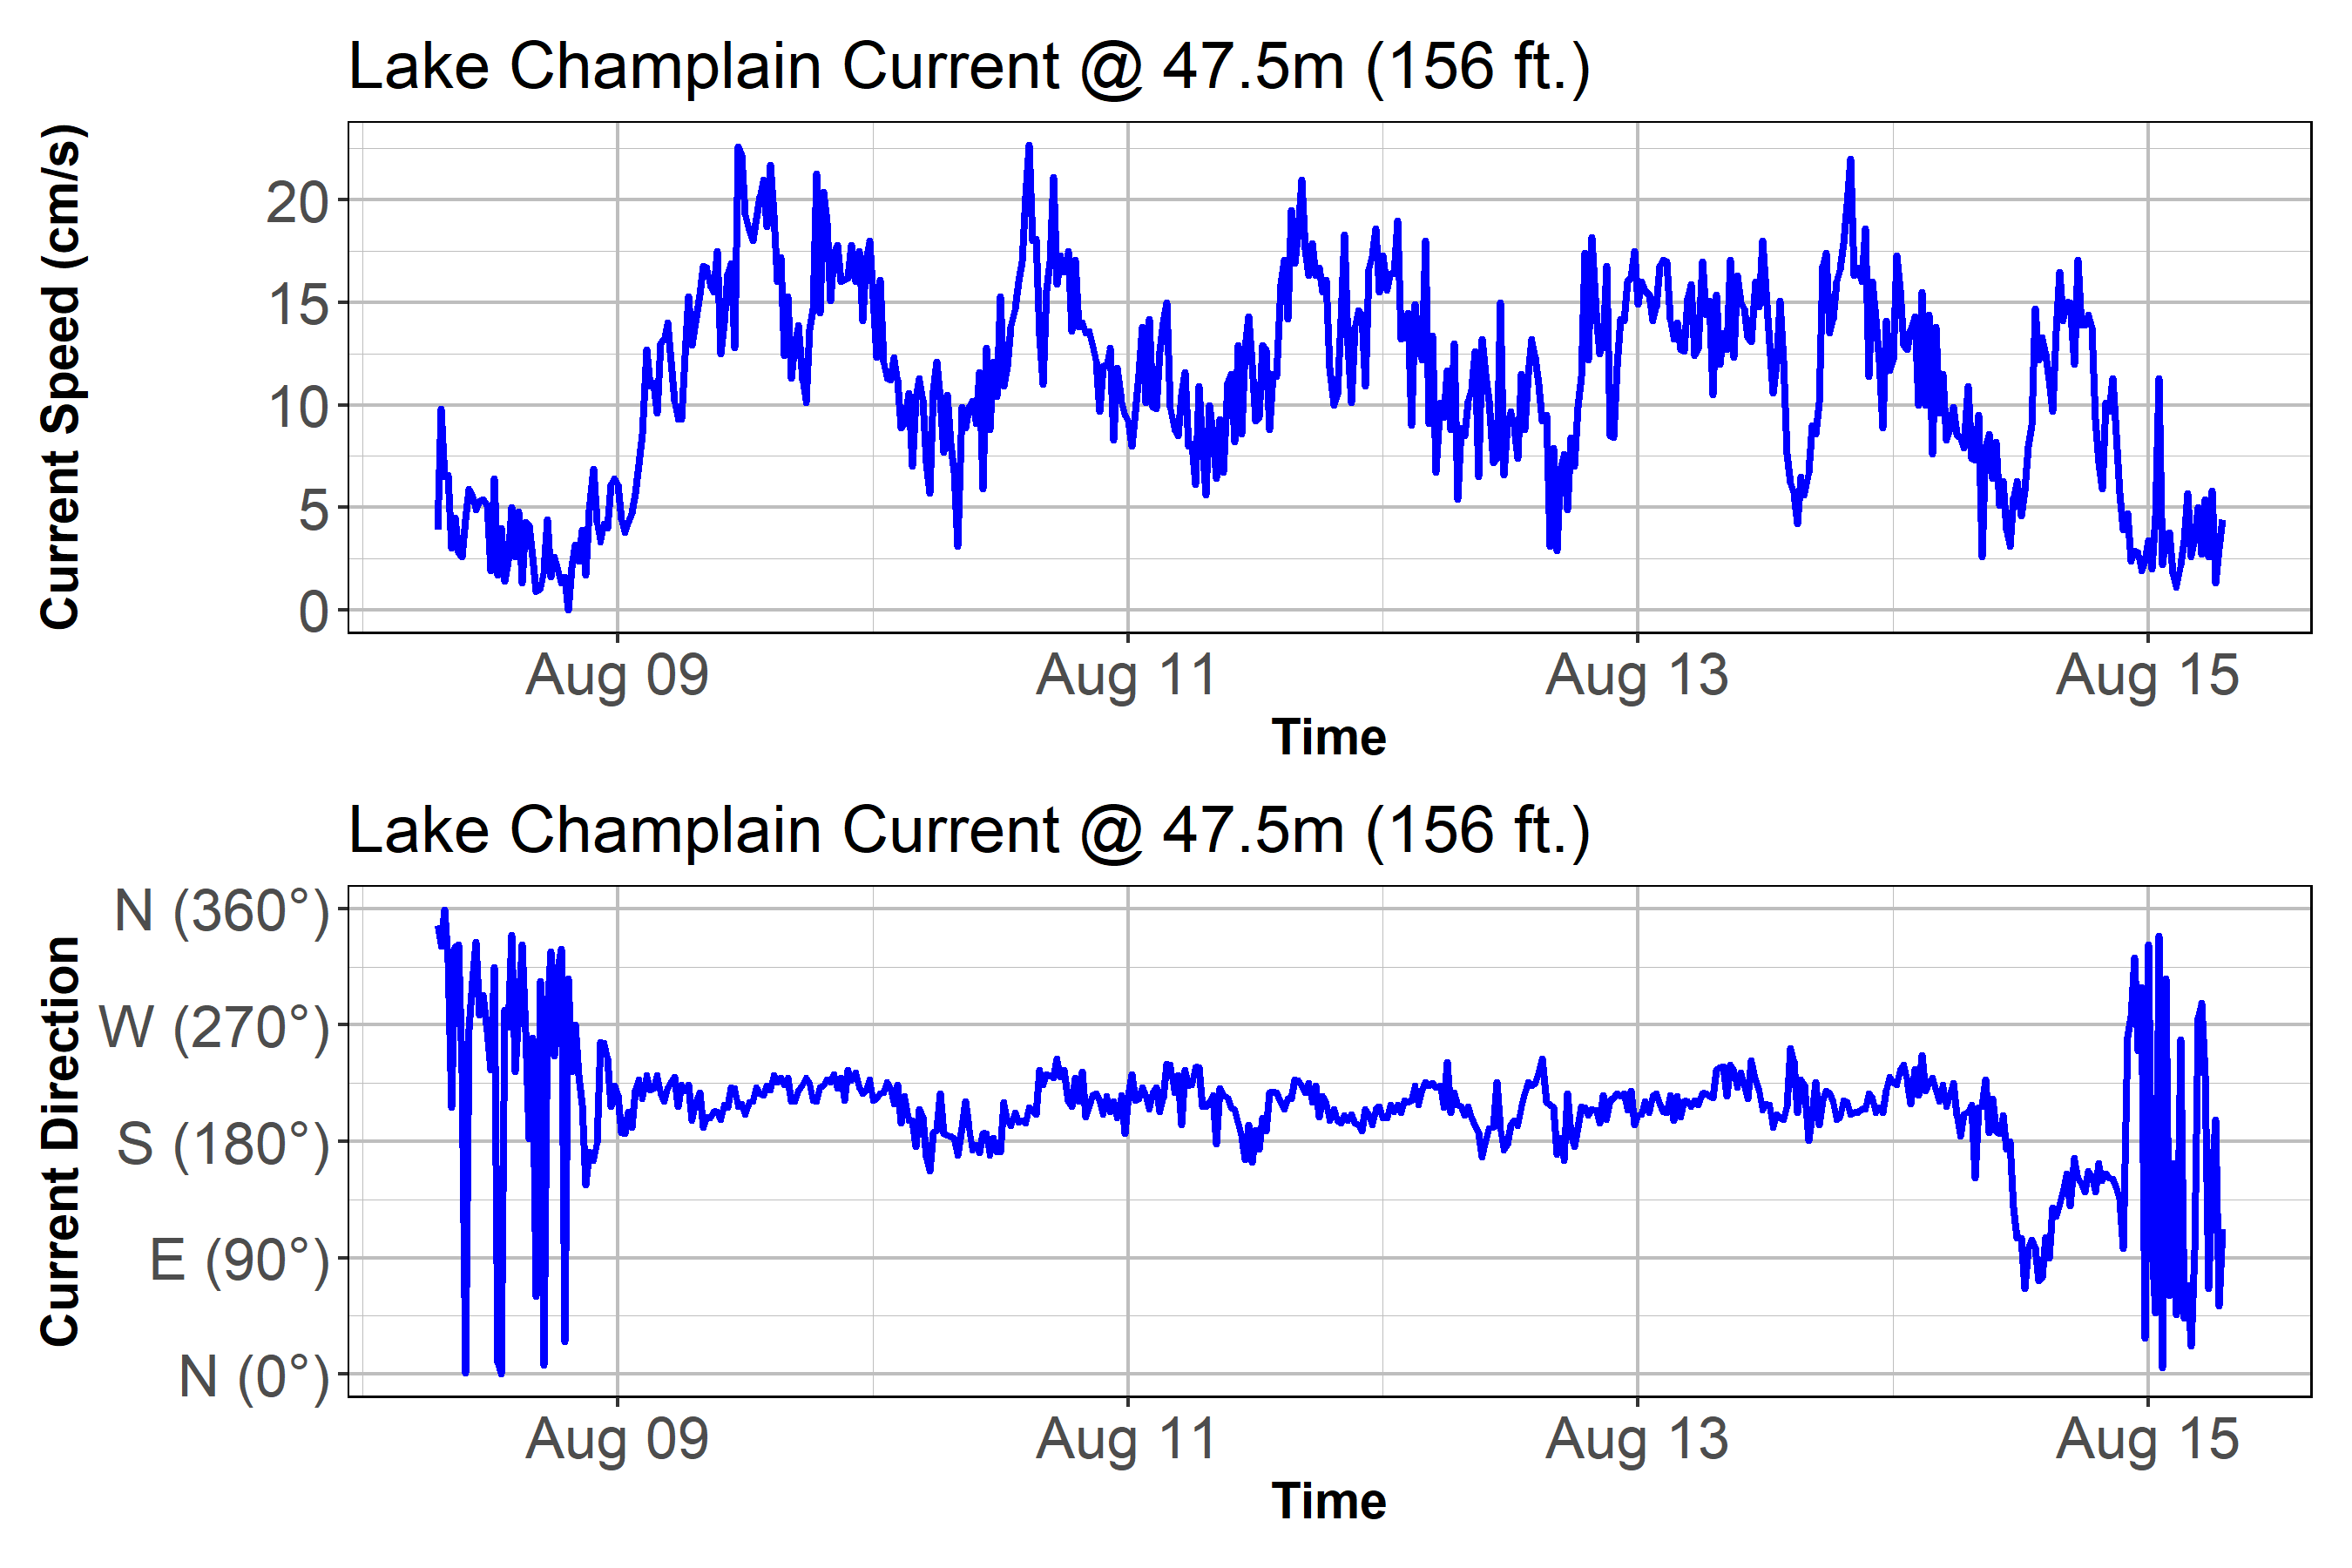 Lake Champlain Current @ 47.5m (156 ft.)
Current Speed (cm/s)
20
15
10
5
0
Aug 09
Aug 11
Aug 13
Aug 15
Time
Lake Champlain Current @ 47.5m (156 ft.)
Current Direction
N (360°)
W (270°)
S (180°)
E (90°)
N (0°)
Aug 09
Aug 11
Aug 13
Aug 15
Time